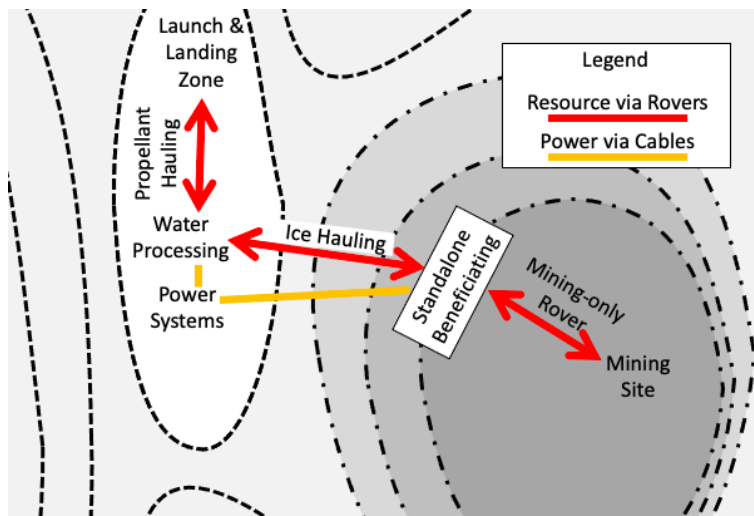 Launch &
Landing
Zone
Legend
Resource via Rovers
Power via Cables
Propellant
Hauling
Water
Processing
Ice Hauling
Power
Systems
Standalone
Beneficiating
Mining-only
Rover
Mining
Site